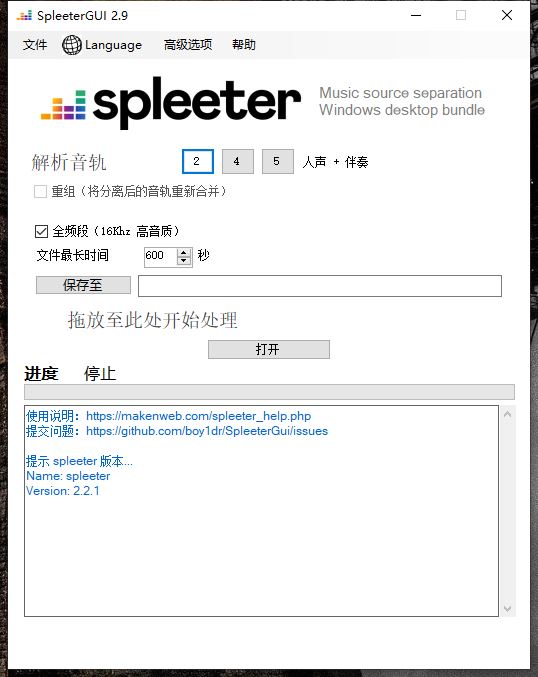 SpleeterGUI 2.9
文件 Language 高级选项 帮助
spleeter
Music source separation
Windows desktop bundle
解析音轨 2 4 5 人声 + 伴奏
重组（将分离后的音轨重新合并）
全频段（16Khz 高音质）
文件最长时间 600 秒
保存至
拖放至此处开始处理
打开
进度 停止
使用说明：https://makenweb.com/spleeter_help.php
提交问题：https://github.com/boy1dr/SpleeterGui/issues
提示 spleeter 版本...
Name: spleeter
Version: 2.2.1